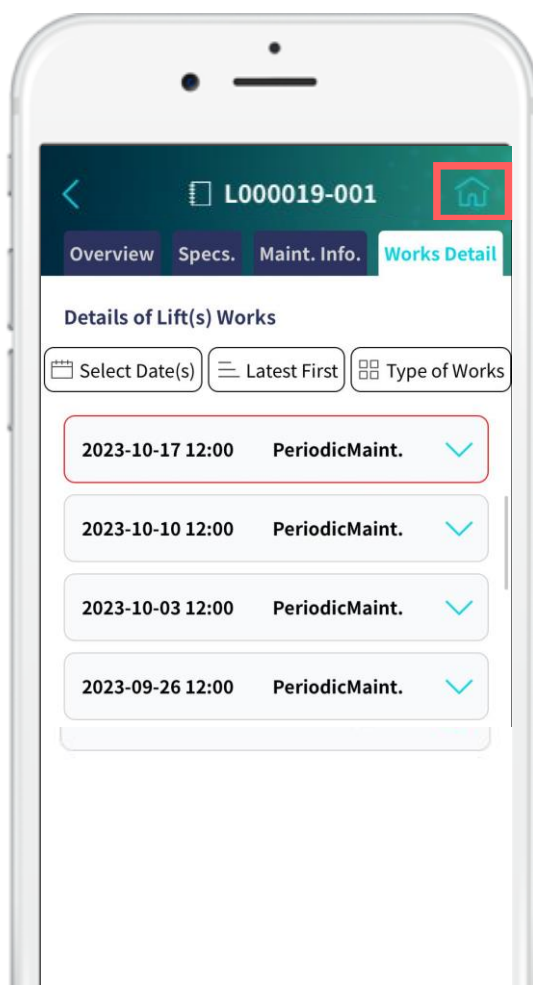 L000019-001
Overview Specs. Maint. Info. Works Detail
Details of Lift(s) Works
Select Date(s) Latest First Type of Works
2023-10-17 12:00 PeriodicMaint.
2023-10-10 12:00 PeriodicMaint.
2023-10-03 12:00 PeriodicMaint.
2023-09-26 12:00 PeriodicMaint.